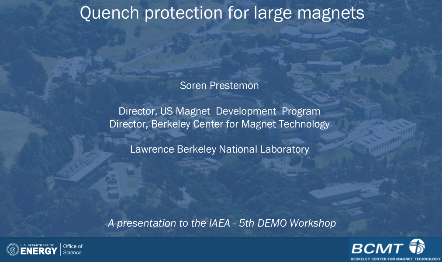 Quench protection for large magnets
Soren Prestemon
Director, US Magnet Development Program
Director, Berkeley Center for Magnet Technology
Lawrence Berkeley National Laboratory
A presentation to the IAEA - 5th DEMO Workshop
U.S. DEPARTMENT OF
ENERGY
Office of
Science
BCMT
BERKELEY CENTER FOR MAGNET TECHNOLOGY